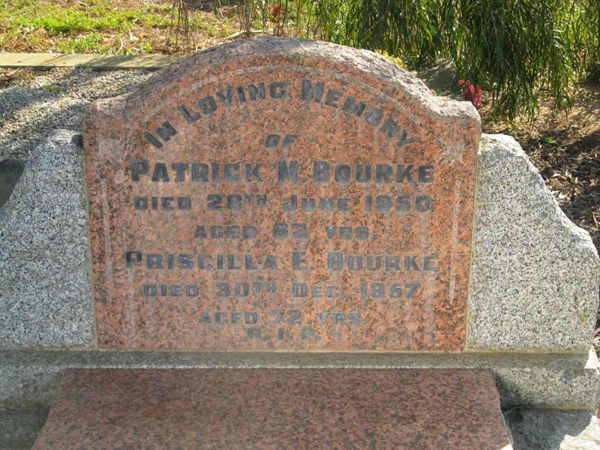 In Loving Memory
OF
Patrick M. Bourke
Died 28th June 1950
Aged 62 yrs.
Priscilla E. Bourke
Died 30th Dec. 1957
Aged 72 yrs.
R. I. P.